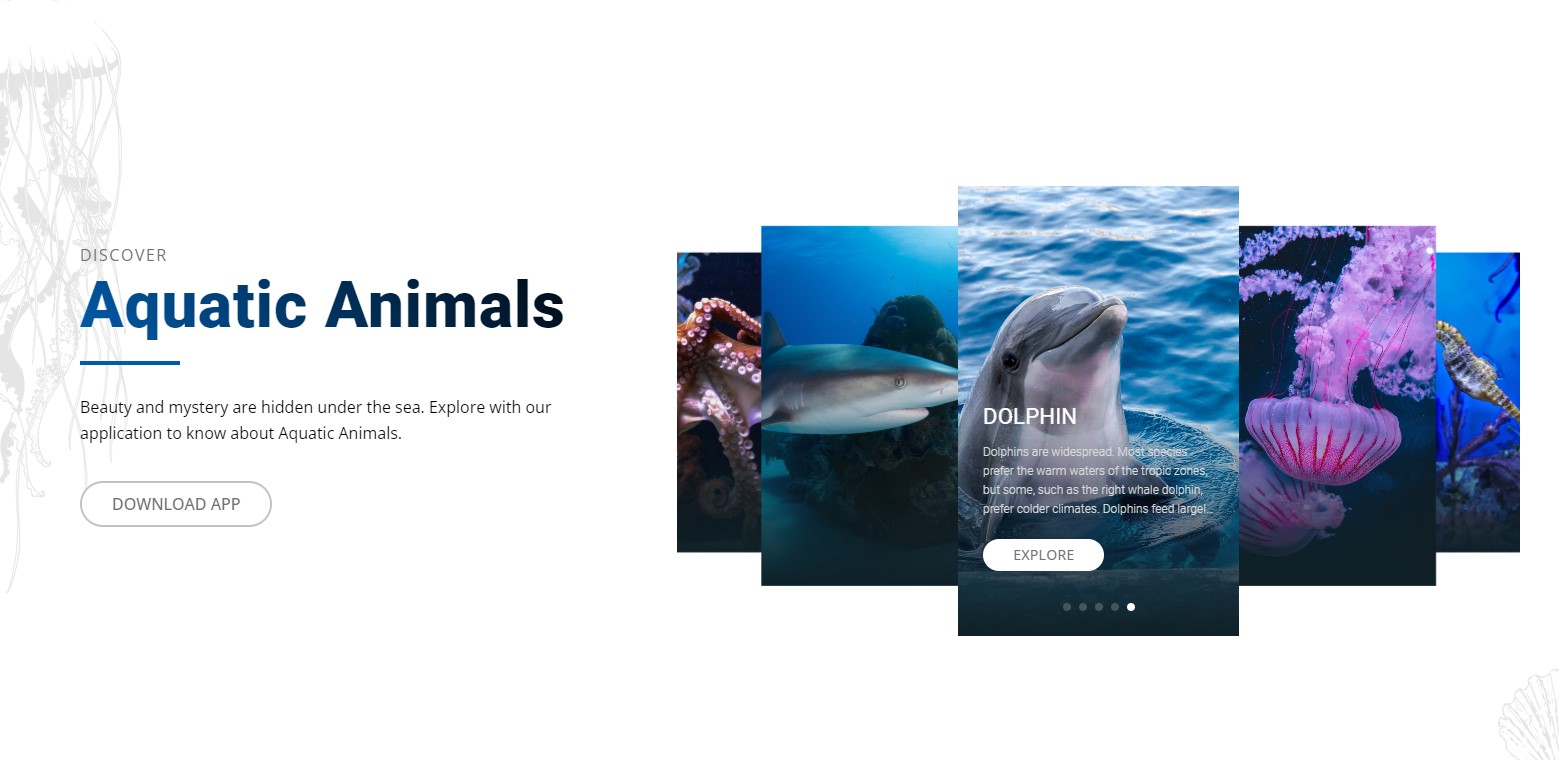 DISCOVER
Aquatic Animals
Beauty and mystery are hidden under the sea. Explore with our
application to know about Aquatic Animals.
DOWNLOAD APP
DOLPHIN
Dolphins are widespread. Most species
prefer the warm waters of the tropic zones,
but some, such as the right whale dolphin,
prefer colder climates. Dolphins feed largel...
EXPLORE